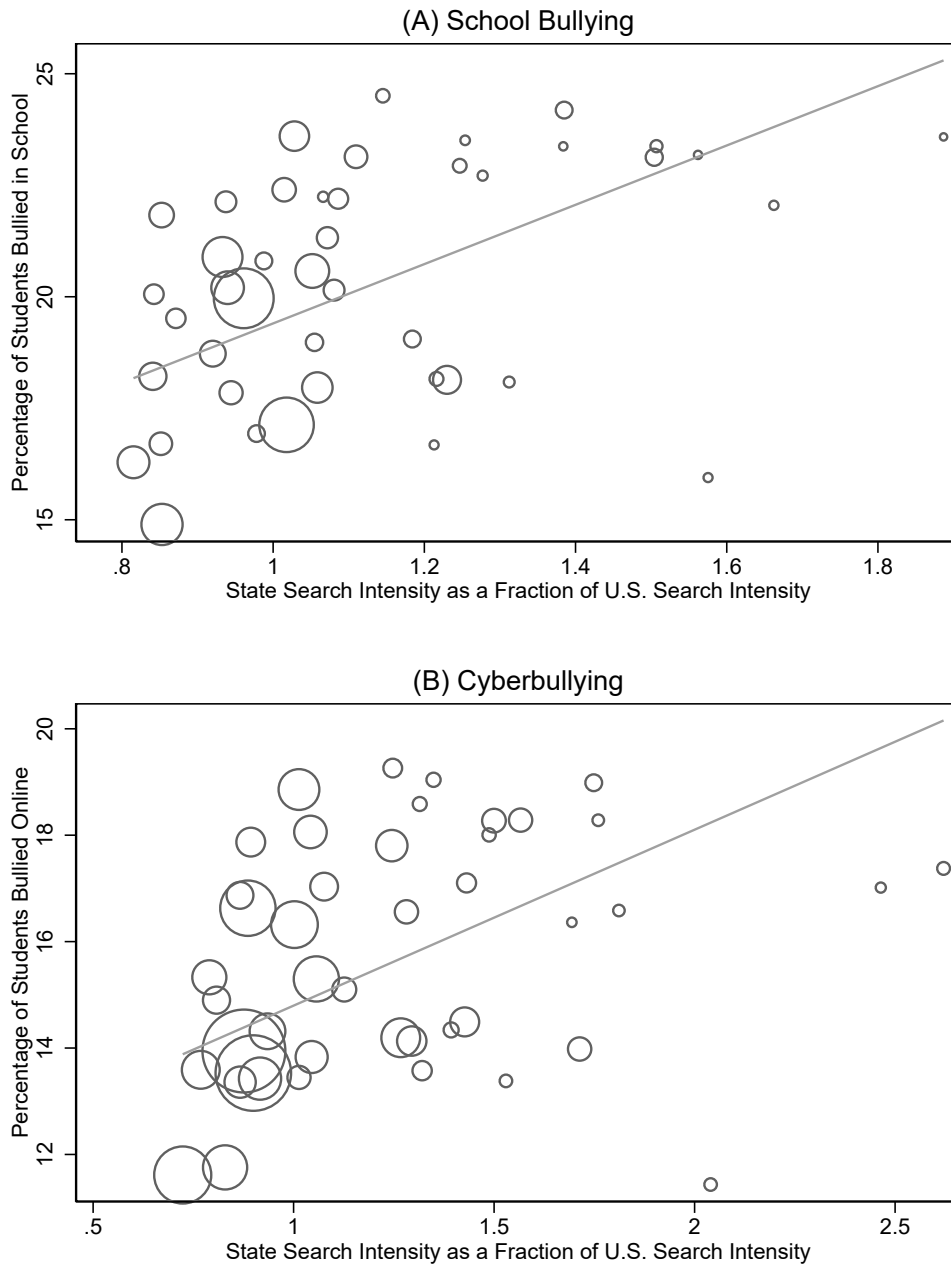 (A) School Bullying
Percentage of Students Bullied in School
25
20
15
.8 1 1.2 1.4 1.6 1.8
State Search Intensity as a Fraction of U.S. Search Intensity
(B) Cyberbullying
Percentage of Students Bullied Online
20
18
16
14
12
.5 1 1.5 2 2.5
State Search Intensity as a Fraction of U.S. Search Intensity